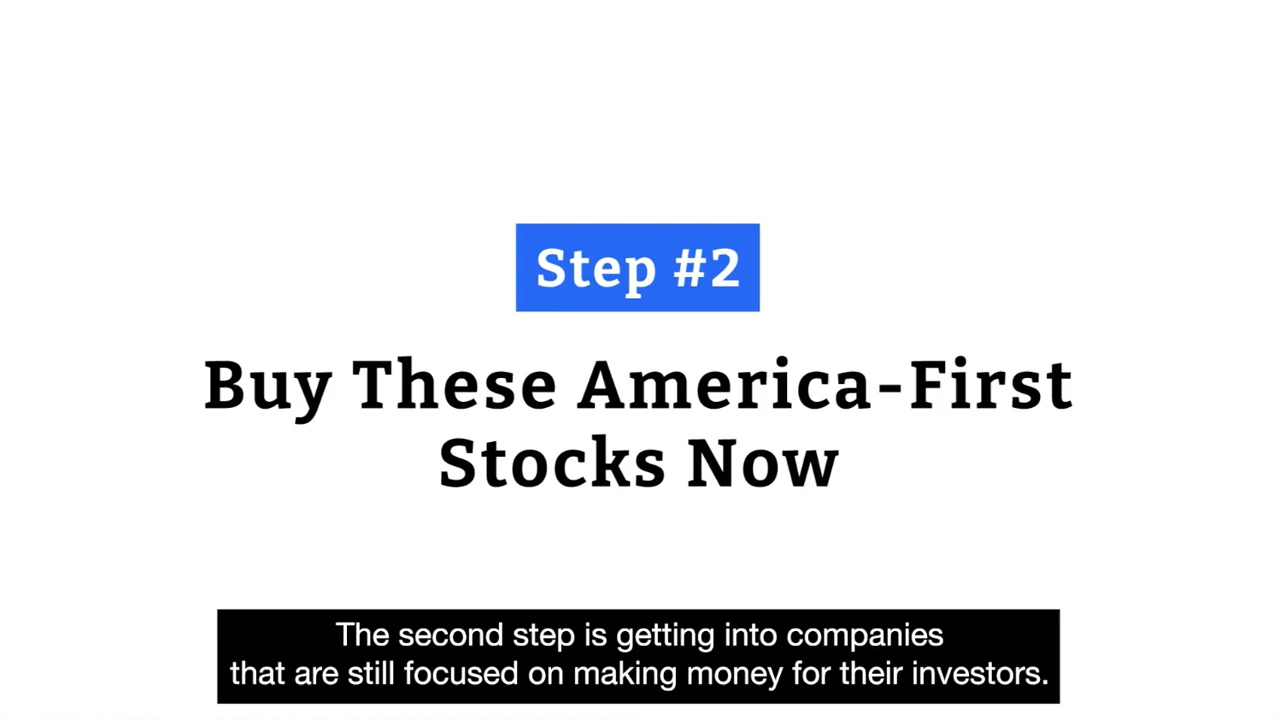 Step #2
Buy These America-First
Stocks Now
The second step is getting into companies
that are still focused on making money for their investors.